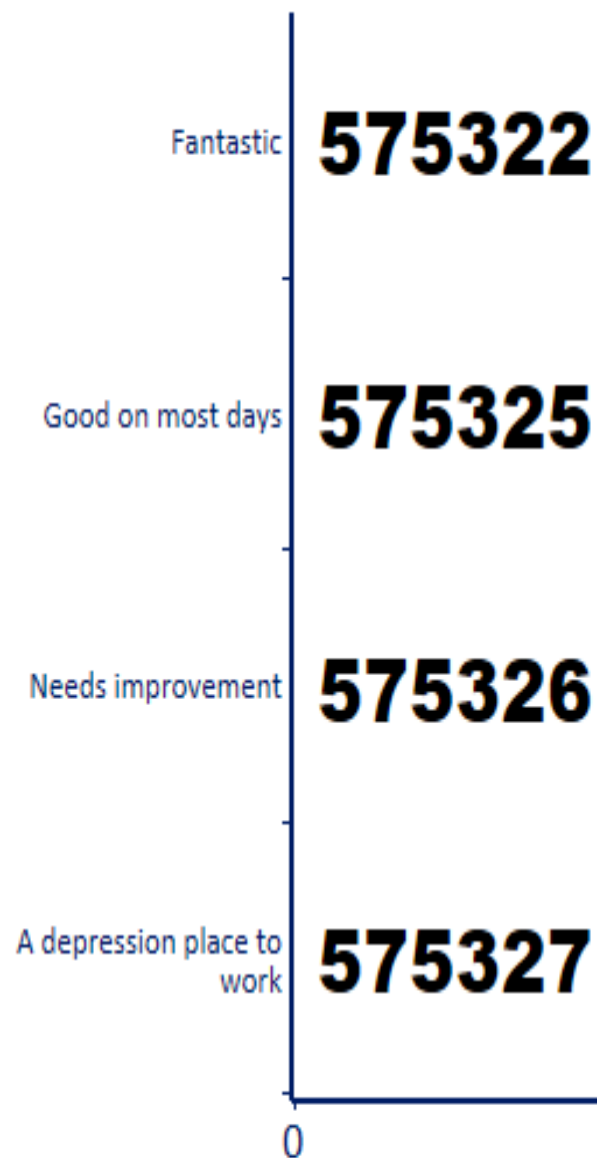 Fantastic 575322
Good on most days 575325
Needs improvement 575326
A depression place to
work 575327
0